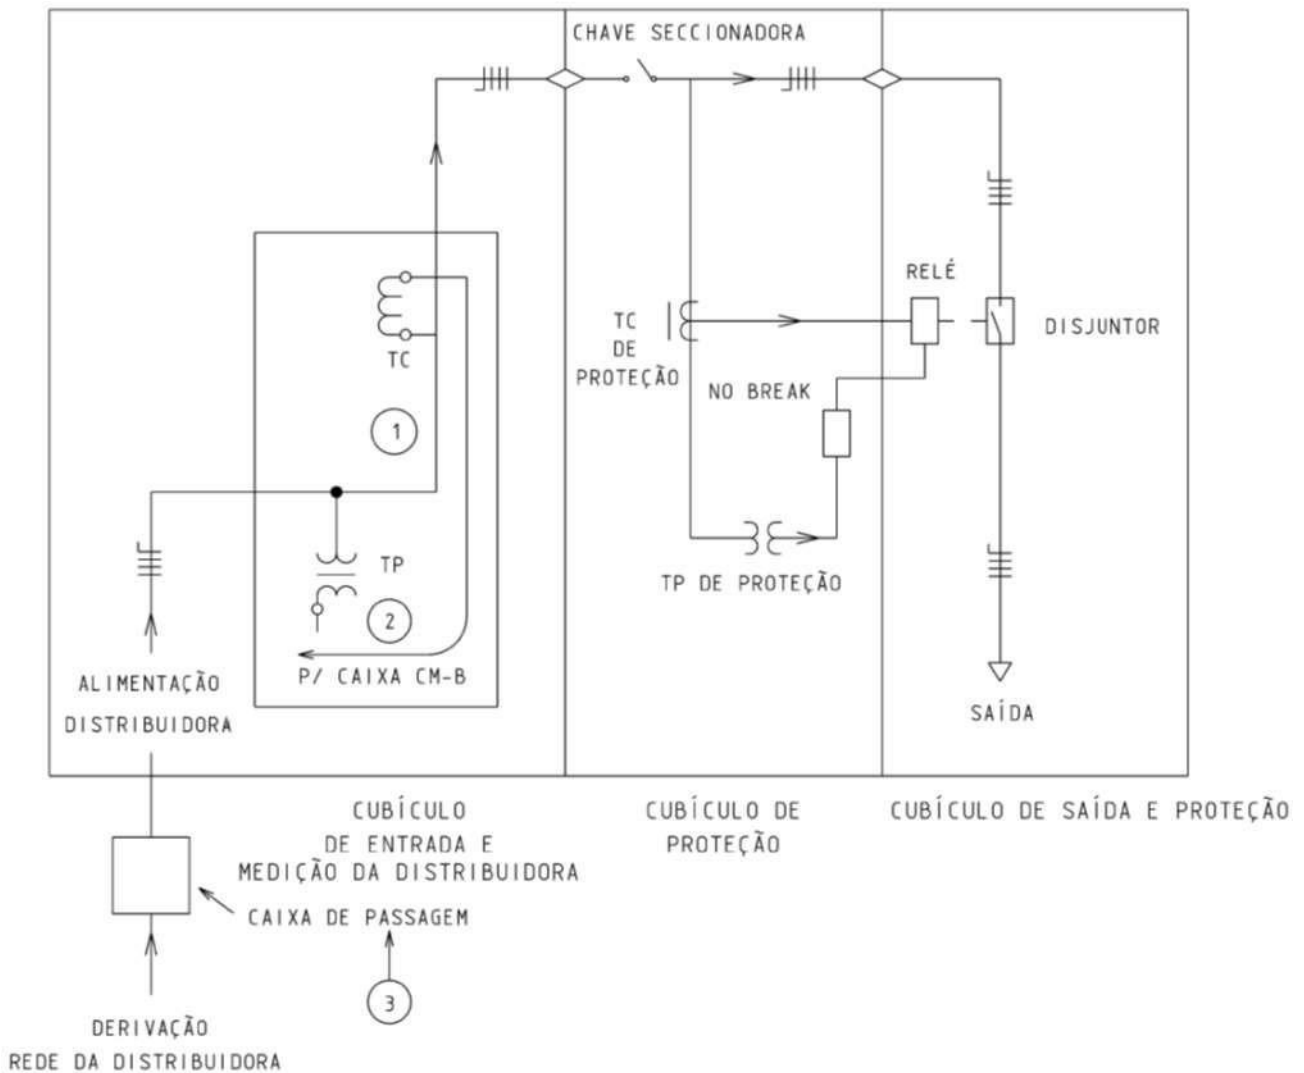 CHAVE SECCIONADORA
TC
1
TP
2
P/ CAIXA CM-B
ALIMENTAÇÃO
DISTRIBUIDORA
TC
DE
PROTEÇÃO
NO BREAK
TP DE PROTEÇÃO
RELÉ
DISJUNTOR
SAÍDA
CUBÍCULO
DE ENTRADA E
MEDIÇÃO DA DISTRIBUIDORA
CUBÍCULO DE
PROTEÇÃO
CUBÍCULO DE SAÍDA E PROTEÇÃO
CAIXA DE PASSAGEM
3
DERIVAÇÃO
REDE DA DISTRIBUIDORA